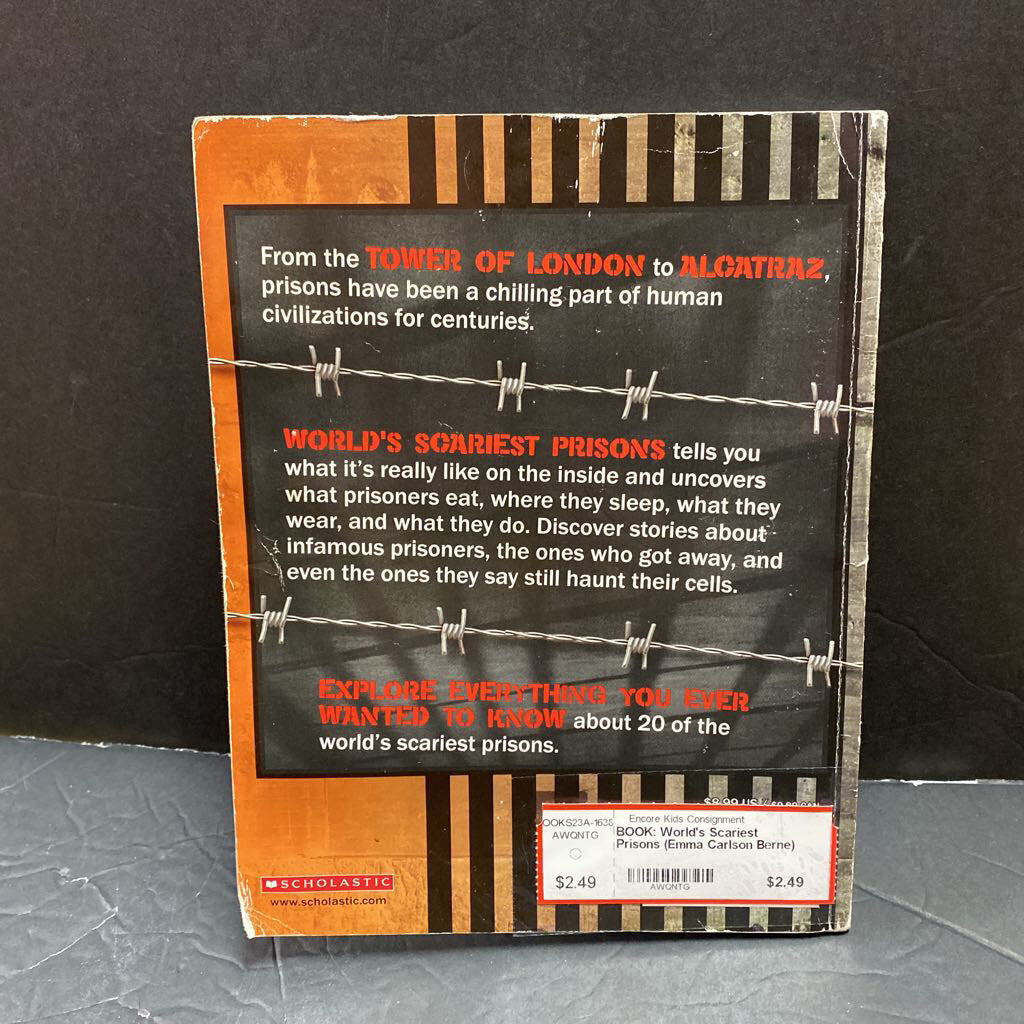 From the TOWER OF LONDON to ALCATRAZ,
prisons have been a chilling part of human
civilizations for centuries.
WORLD'S SCARIEST PRISONS tells you
what it's really like on the inside and uncovers
what prisoners eat, where they sleep, what they
wear, and what they do. Discover stories about
infamous prisoners, the ones who got away, and
even the ones they say still haunt their cells.
EXPLORE EVERYTHING YOU EVER
WANTED TO KNOW about 20 of the
world's scariest prisons.
$8.99 US /
SCHOLASTIC
www.scholastic.com
OOKS23A-1638
AWQNTG
$2.49
Encore Kids Consignment
BOOK: World's Scariest
Prisons (Emma Carlson Berne)
AWQNTG
$2.49